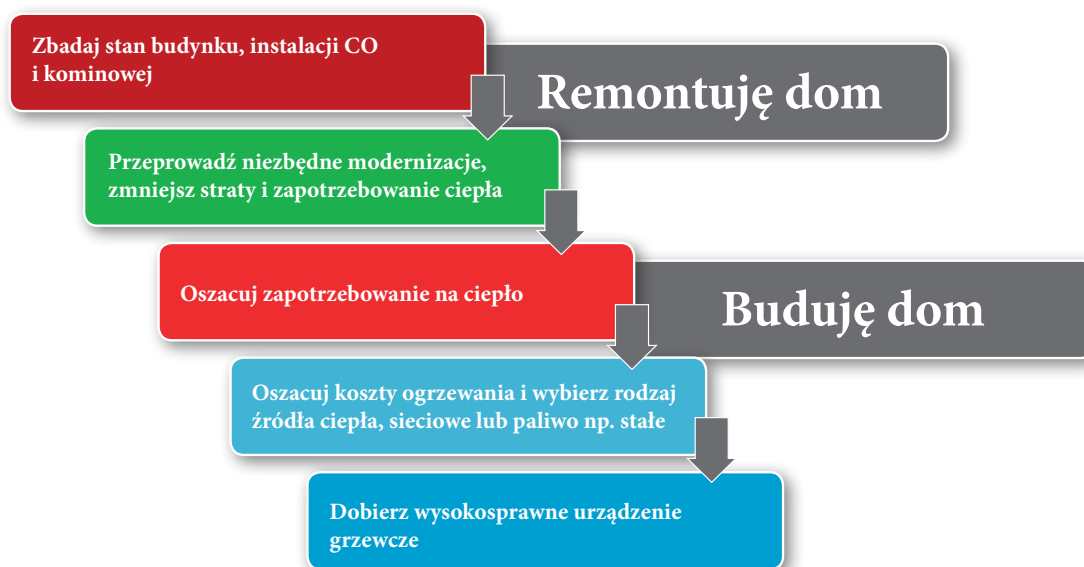 Zbadaj stan budynku, instalacji CO
i kominowej
Remontuję dom
Przeprowadź niezbędne modernizacje,
zmniejsz straty i zapotrzebowanie ciepła
Oszacuj zapotrzebowanie na ciepło
Buduję dom
Oszacuj koszty ogrzewania i wybierz rodzaj
źródła ciepła, sieciowe lub paliwo np. stałe
Dobierz wysokosprawne urządzenie
grzewcze